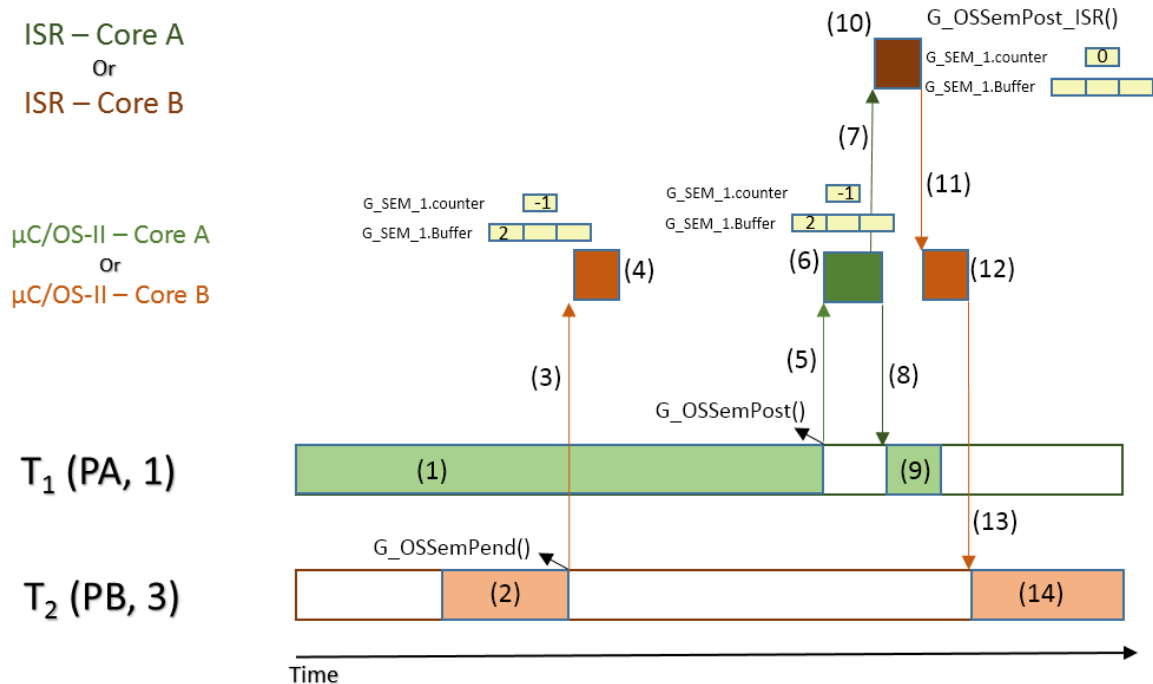 ISR – Core A
Or
ISR – Core B
(10)
G_OSSemPost_ISR()
G_SEM_1.counter
0
G_SEM_1.Buffer
(7)
(11)
G_SEM_1.counter
-1
G_SEM_1.Buffer
2
G_SEM_1.counter
-1
G_SEM_1.Buffer
2
µC/OS-II – Core A
Or
µC/OS-II – Core B
(4)
(6)
(12)
(3)
(5)
(8)
G_OSSemPost()
T1 (PA, 1)
(1)
(9)
(13)
G_OSSemPend()
T2 (PB, 3)
(2)
(14)
Time